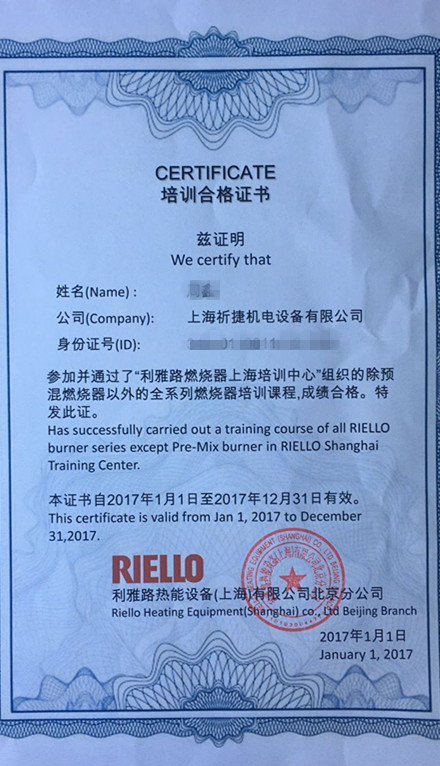 CERTIFICATE
培训合格证书
兹证明
We certify that
姓名(Name) :
公司(Company): 上海祈捷机电设备有限公司
身份证号(ID):
参加并通过了“利雅路燃烧器上海培训中心”组织的除预
混燃烧器以外的全系列燃烧器培训课程,成绩合格。特
发此证。
Has successfully carried out a training course of all RIELLO
burner series except Pre-Mix burner in RIELLO Shanghai
Training Center.
本证书自2017年1月1日至2017年12月31日有效。
This certificate is valid from Jan 1, 2017 to December
31,2017.
RIELLO
利雅路热能设备(上海)有限公司北京分公司
Riello Heating Equipment(Shanghai) co., Ltd Beijing Branch
2017年1月1日
January 1, 2017